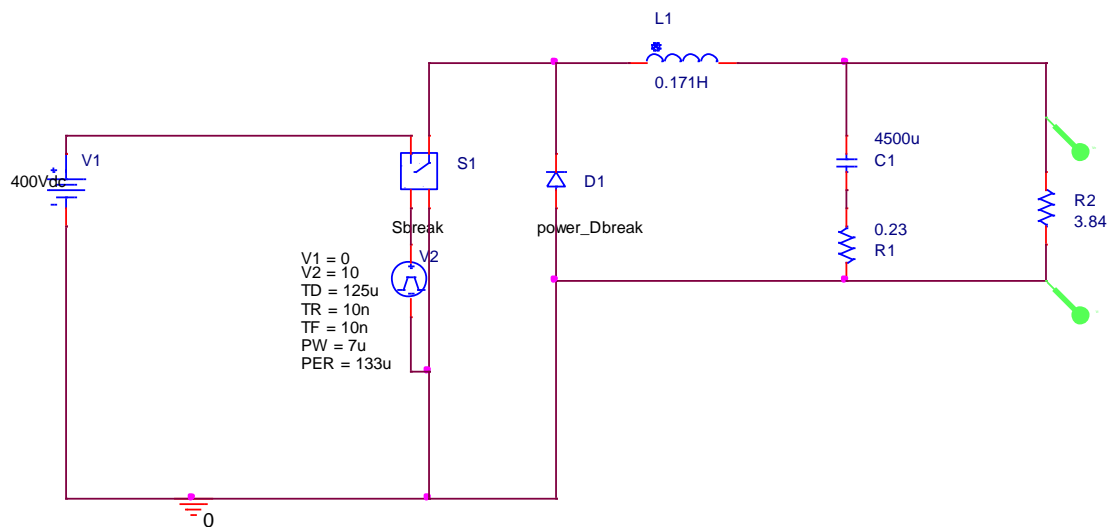 L1
0.171H
V1
400Vdc
S1
Sbreak
D1
power_Dbreak
4500u
C1
0.23
R1
R2
3.84
V2
V1 = 0
V2 = 10
TD = 125u
TR = 10n
TF = 10n
PW = 7u
PER = 133u
0